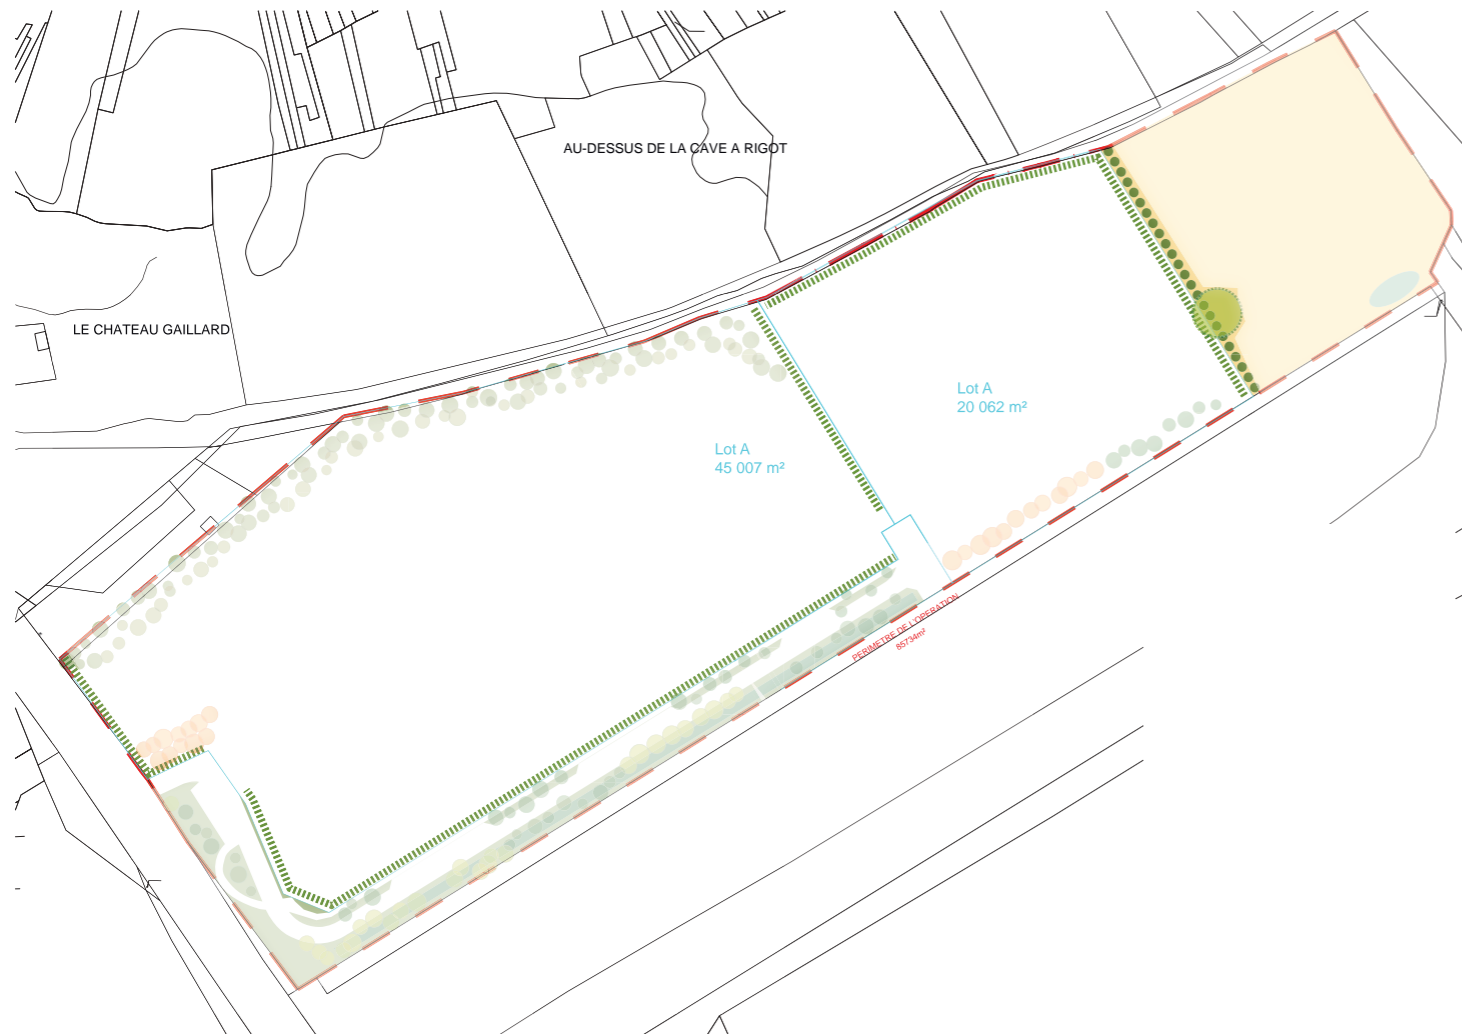 AU-DESSUS DE LA CAVE A RIGOT
LE CHATEAU GAILLARD
Lot A
20 062 m²
Lot A
45 007 m²
PERIMETRE DE L'OPERATION
85734m²